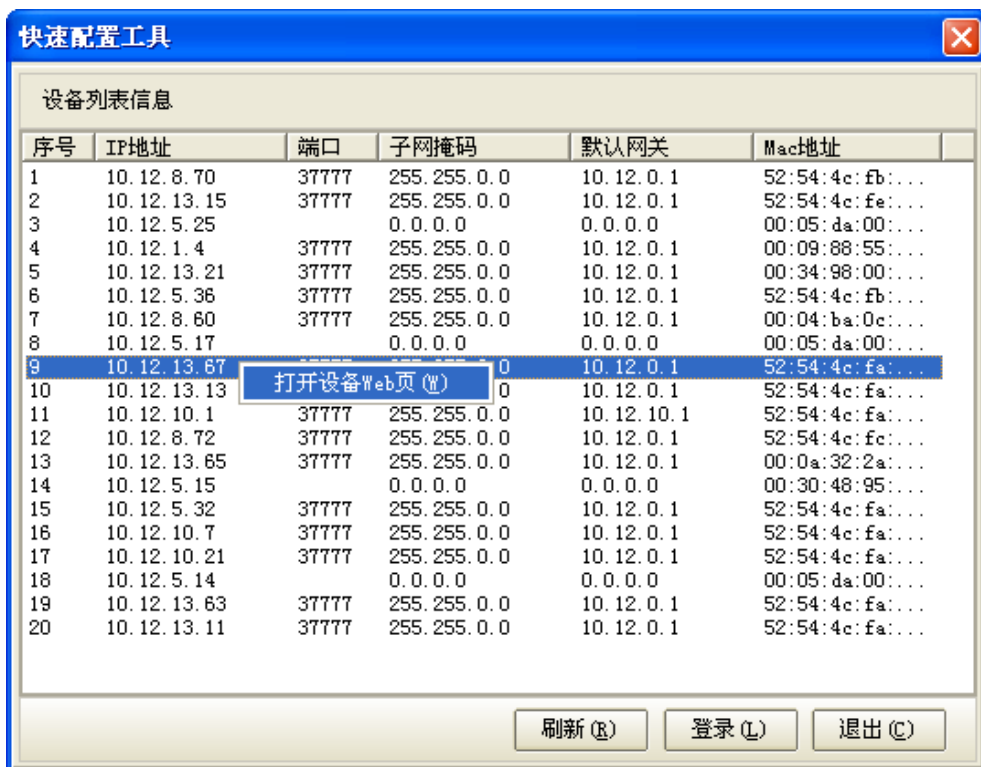 快速配置工具
设备列表信息
序号 IP地址 端口 子网掩码 默认网关 Mac地址
1 10.12.8.70 37777 255.255.0.0 10.12.0.1 52:54:4c:fb:...
2 10.12.13.15 37777 255.255.0.0 10.12.0.1 52:54:4c:fe:...
3 10.12.5.25 0.0.0.0 0.0.0.0 00:05:da:00:...
4 10.12.1.4 37777 255.255.0.0 10.12.0.1 00:09:88:55:...
5 10.12.13.21 37777 255.255.0.0 10.12.0.1 00:34:98:00:...
6 10.12.5.36 37777 255.255.0.0 10.12.0.1 52:54:4c:fb:...
7 10.12.8.60 37777 255.255.0.0 10.12.0.1 00:04:ba:0c:...
8 10.12.5.17 0.0.0.0 0.0.0.0 00:05:da:00:...
9 10.12.13.67 0 10.12.0.1 52:54:4c:fa:...
打开设备Web页(W)
10 10.12.13.13 0 10.12.0.1 52:54:4c:fa:...
11 10.12.10.1 37777 255.255.0.0 10.12.10.1 52:54:4c:fa:...
12 10.12.8.72 37777 255.255.0.0 10.12.0.1 52:54:4c:fc:...
13 10.12.13.65 37777 255.255.0.0 10.12.0.1 00:0a:32:2a:...
14 10.12.5.15 0.0.0.0 0.0.0.0 00:30:48:95:...
15 10.12.5.32 37777 255.255.0.0 10.12.0.1 52:54:4c:fa:...
16 10.12.10.7 37777 255.255.0.0 10.12.0.1 52:54:4c:fa:...
17 10.12.10.21 37777 255.255.0.0 10.12.0.1 52:54:4c:fa:...
18 10.12.5.14 0.0.0.0 0.0.0.0 00:05:da:00:...
19 10.12.13.63 37777 255.255.0.0 10.12.0.1 52:54:4c:fa:...
20 10.12.13.11 37777 255.255.0.0 10.12.0.1 52:54:4c:fa:...
刷新(R) 登录(L) 退出(C)